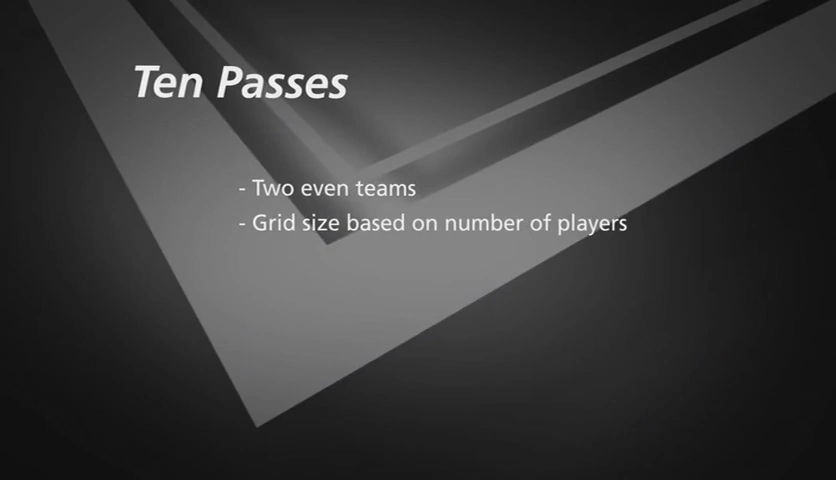 Ten Passes
- Two even teams
- Grid size based on number of players